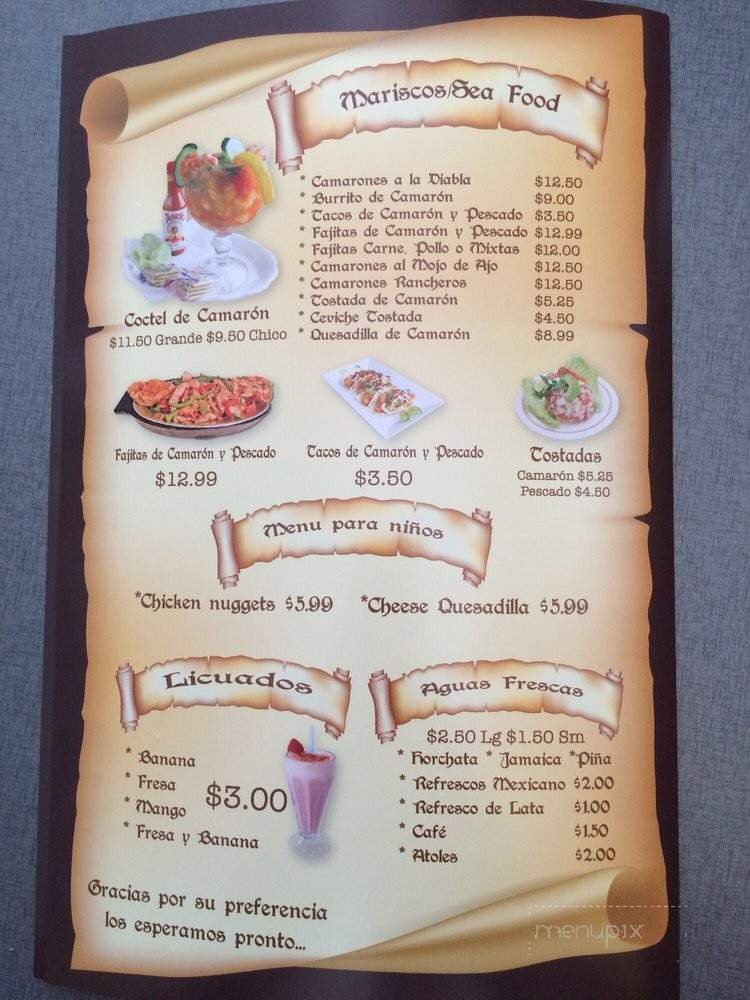 Mariscos/Sea Food
* Camarones a la Diabla $12.50
* Burrito de Camarón $9.00
* Tacos de Camarón y Pescado $3.50
* Fajitas de Camarón y Pescado $12.99
* Fajitas Carne, Pollo o Mixtas $12.00
* Camarones al Mojo de Ajo $12.50
* Camarones Rancheros $12.50
* Tostada de Camarón $5.25
* Ceviche Tostada $4.50
* Quesadilla de Camarón $8.99
TAPATIO
Coctel de Camarón
$11.50 Grande $9.50 Chico
Fajitas de Camarón y Pescado
$12.99
Tacos de Camarón y Pescado
$3.50
Tostadas
Camarón $5.25
Pescado $4.50
Menu para niños
*Chicken nuggets $5.99 *Cheese Quesadilla $5.99
Licuados
* Banana
* Fresa
* Mango
* Fresa y Banana
$3.00
Aguas Frescas
$2.50 Lg $1.50 Sm
* Horchata * Jamaica *Piña
* Refrescos Mexicano $2.00
* Refresco de Lata $1.00
* Café $1.50
* Atoles $2.00
Gracias por su preferencia
los esperamos pronto...
menupix